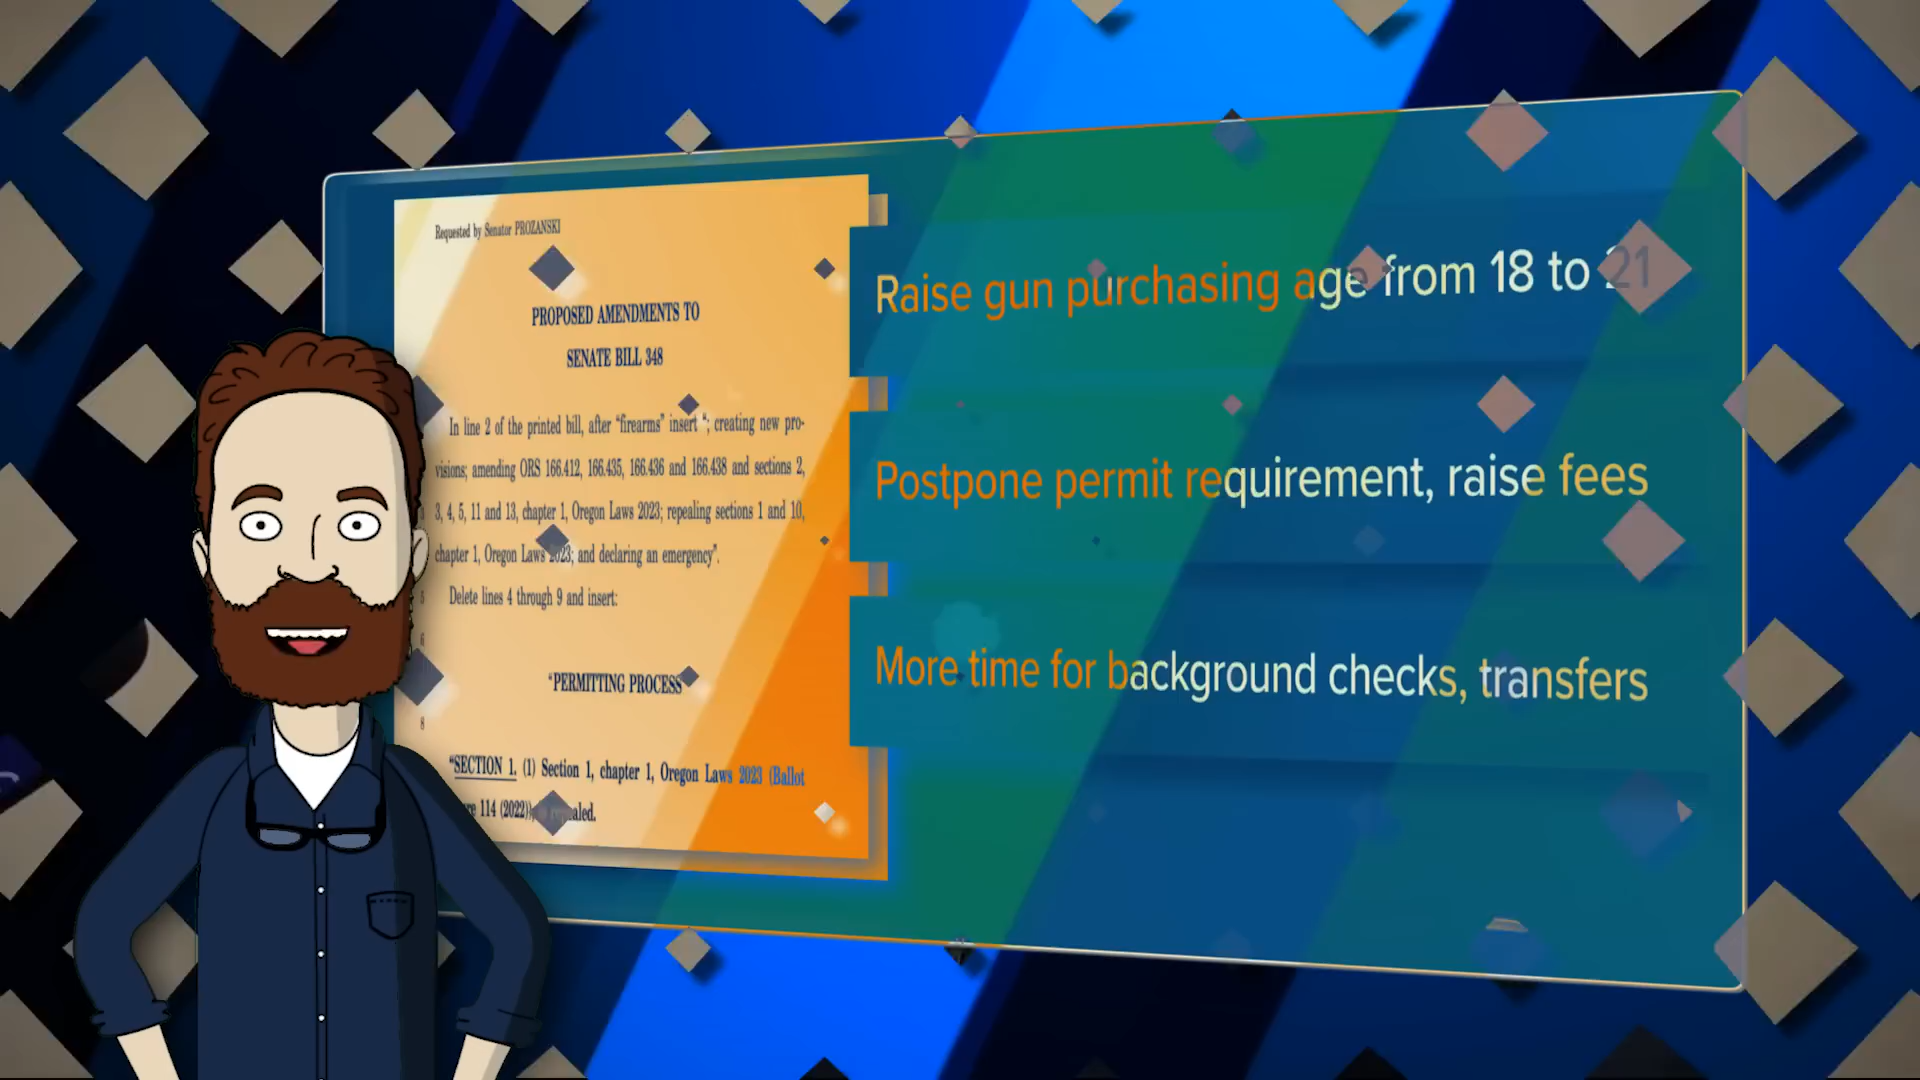 Requested by Senator PROZANSKI
PROPOSED AMENDMENTS TO
SENATE BILL 348
In line 2 of the printed bill, after “firearms” insert “; creating new pro-
visions; amending ORS 166.412, 166.435, 166.436 and 166.438 and sections 2,
3, 4, 5, 11 and 13, chapter 1, Oregon Laws 2023; repealing sections 1 and 10,
chapter 1, Oregon Laws 2023; and declaring an emergency”.
5 Delete lines 4 through 9 and insert:
6
“PERMITTING PROCESS
8
“SECTION 1. (1) Section 1, chapter 1, Oregon Laws 2023 (Ballot
114 (2022)),
Raise gun purchasing age from 18 to 21
Postpone permit requirement, raise fees
More time for background checks, transfers